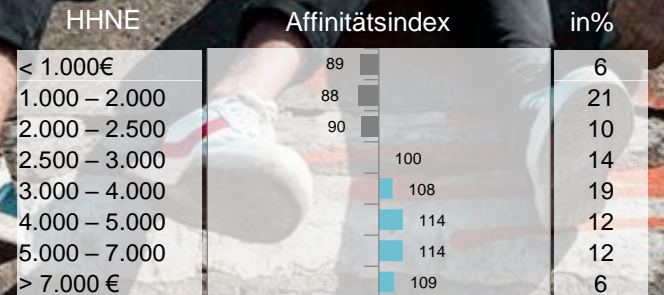 HHNE Affinitätsindex in%
< 1.000€ 89 6
1.000 – 2.000 88 21
2.000 – 2.500 90 10
2.500 – 3.000 100 14
3.000 – 4.000 108 19
4.000 – 5.000 114 12
5.000 – 7.000 114 12
> 7.000 € 109 6